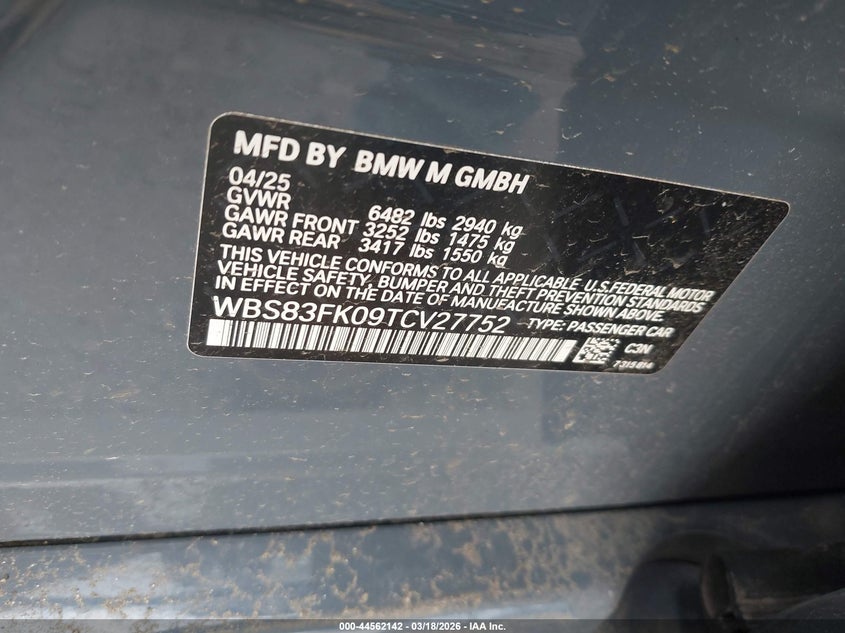 MFD BY BMW M GMBH
04/25
GVWR 6482 lbs 2940 kg
GAWR FRONT 3252 lbs 1475 kg
GAWR REAR 3417 lbs 1550 kg
THIS VEHICLE CONFORMS TO ALL APPLICABLE U.S. FEDERAL MOTOR
VEHICLE SAFETY, BUMPER AND THEFT PREVENTION STANDARDS
IN EFFECT ON THE DATE OF MANUFACTURE SHOWN ABOVE.
WBS83FK09TCV27752 TYPE: PASSENGER CAR
C3N
7315814
000-44562142 - 03/18/2026 - IAA Inc.